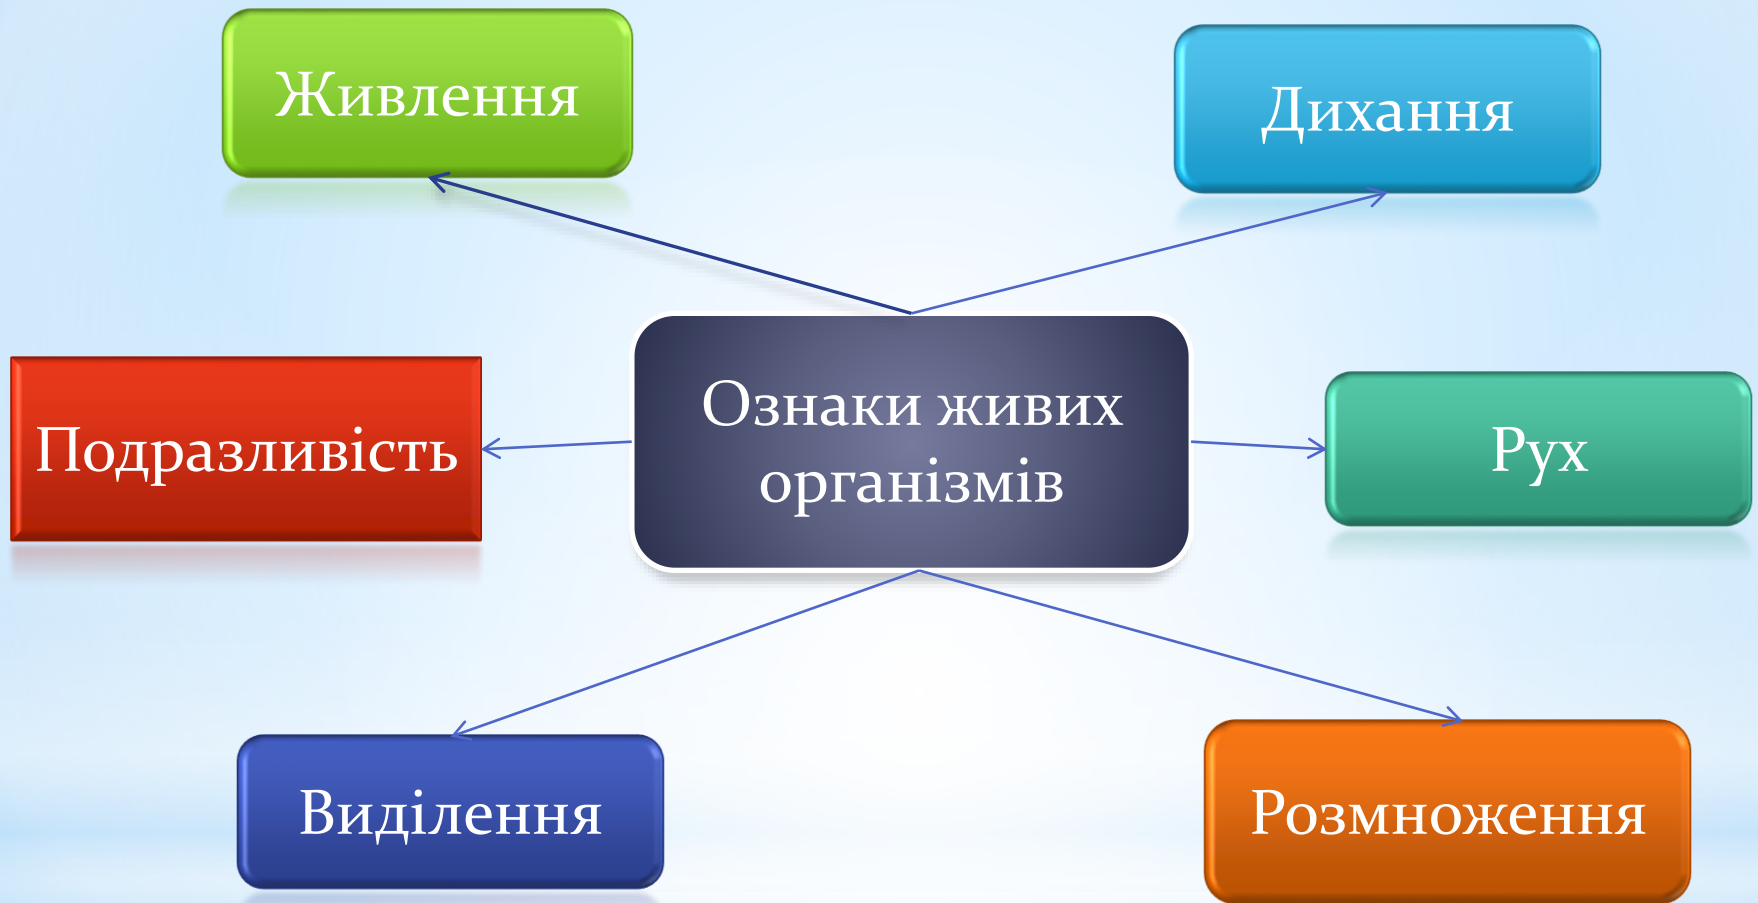 Живлення
Дихання
Ознаки живих
організмів
Подразливість
Рух
Виділення
Розмноження